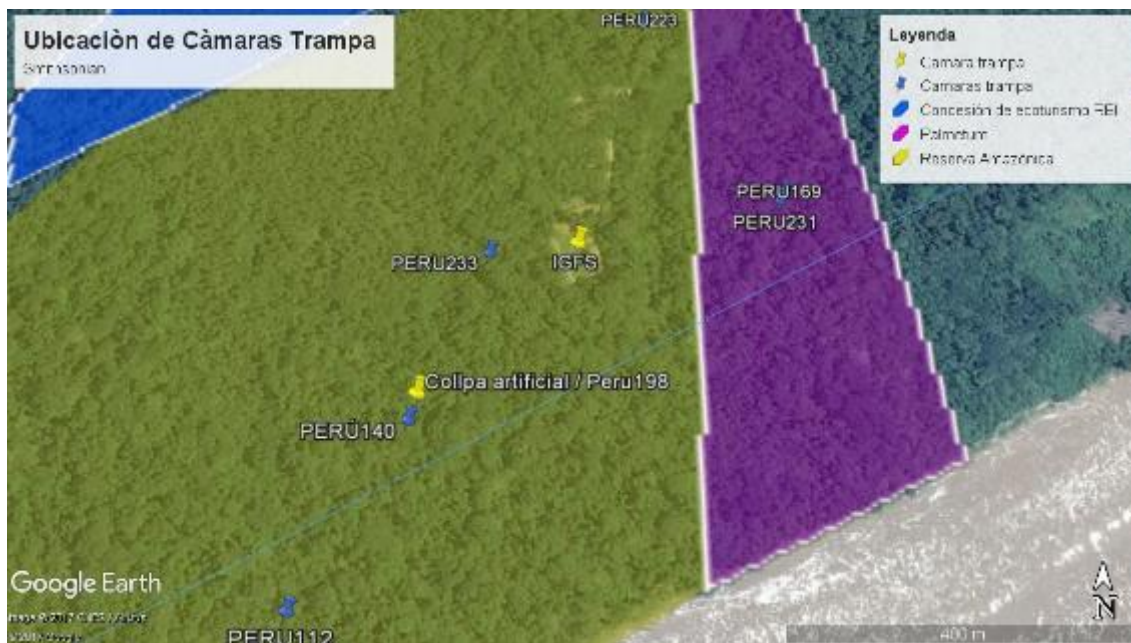 Ubicaciòn de Càmaras Trampa
Smithsonian
PERU223
Leyenda
Camara trampa
Camaras trampa
Concesión de ecoturismo REI
Palmetum
Reserva Amazónica
PERU169
PERU231
PERU233
IGFS
Collpa artificial / Peru198
PERÚ140
Google Earth
PERU112
400 m
N